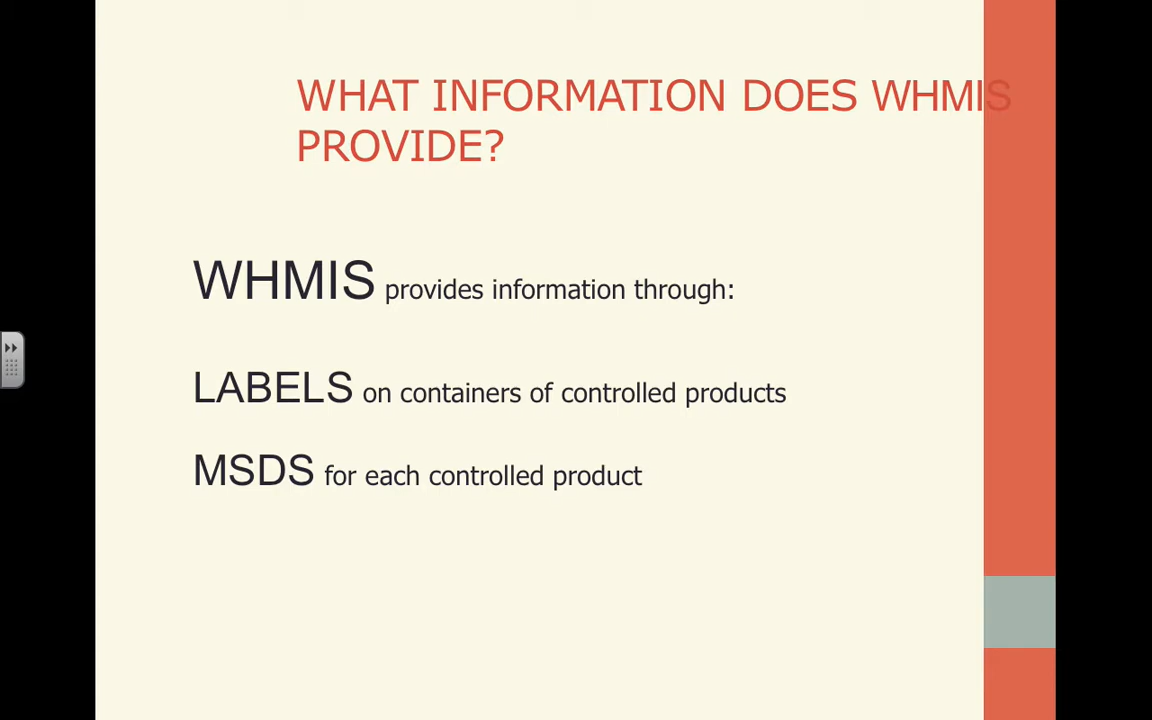 WHAT INFORMATION DOES WHMIS
PROVIDE?
WHMIS provides information through:
LABELS on containers of controlled products
MSDS for each controlled product